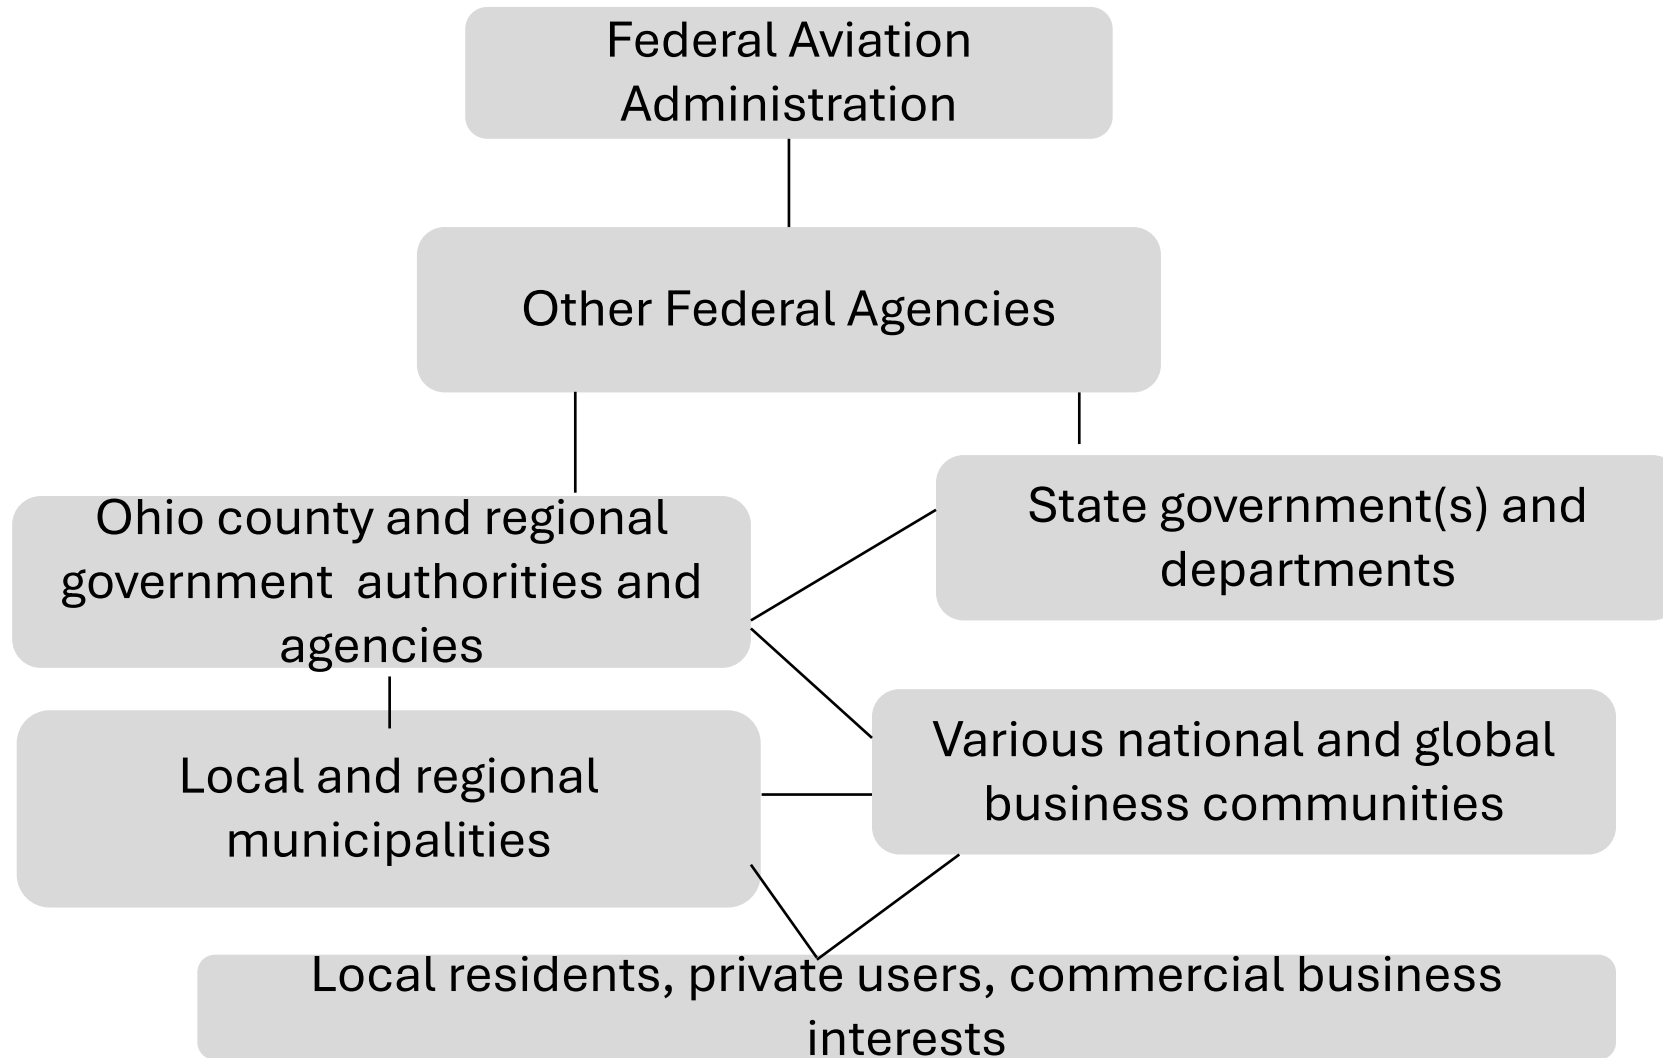 Federal Aviation
Administration
Other Federal Agencies
Ohio county and regional
government  authorities and
agencies
State government(s) and
departments
Local and regional
municipalities
Various national and global
business communities
Local residents, private users, commercial business
interests